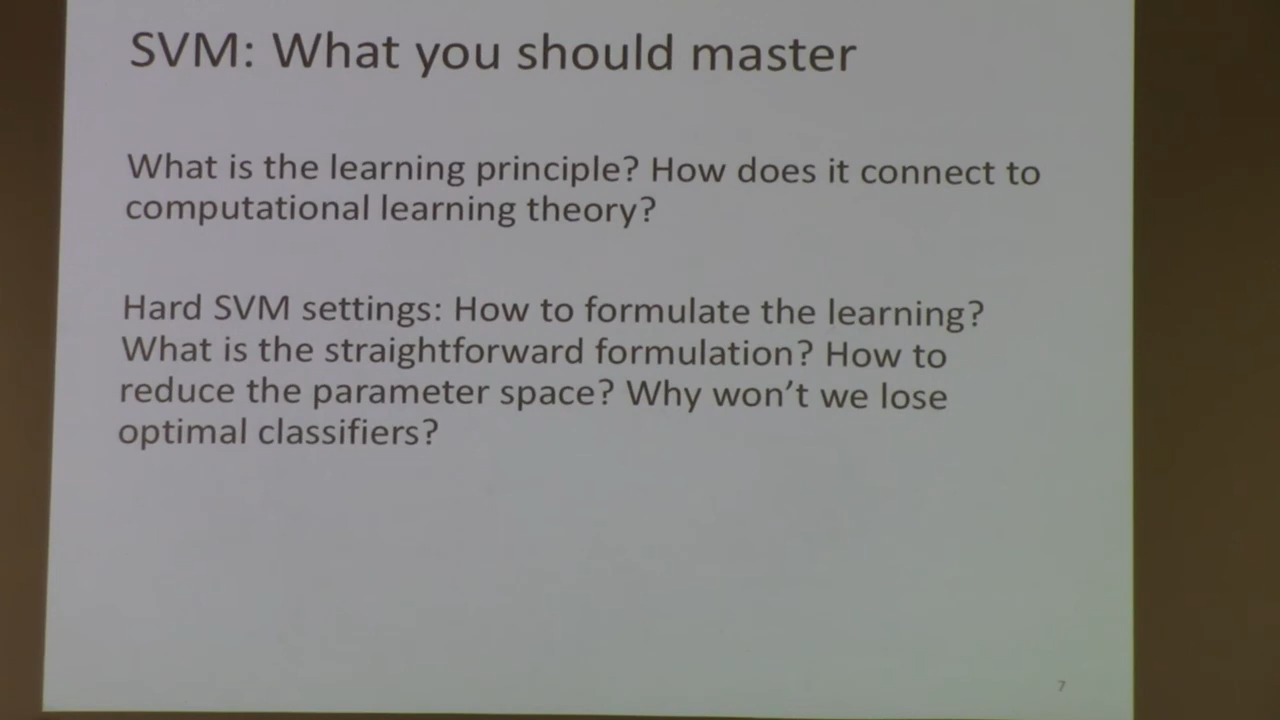 SVM: What you should master
What is the learning principle? How does it connect to
computational learning theory?
Hard SVM settings: How to formulate the learning?
What is the straightforward formulation? How to
reduce the parameter space? Why won’t we lose
optimal classifiers?
7